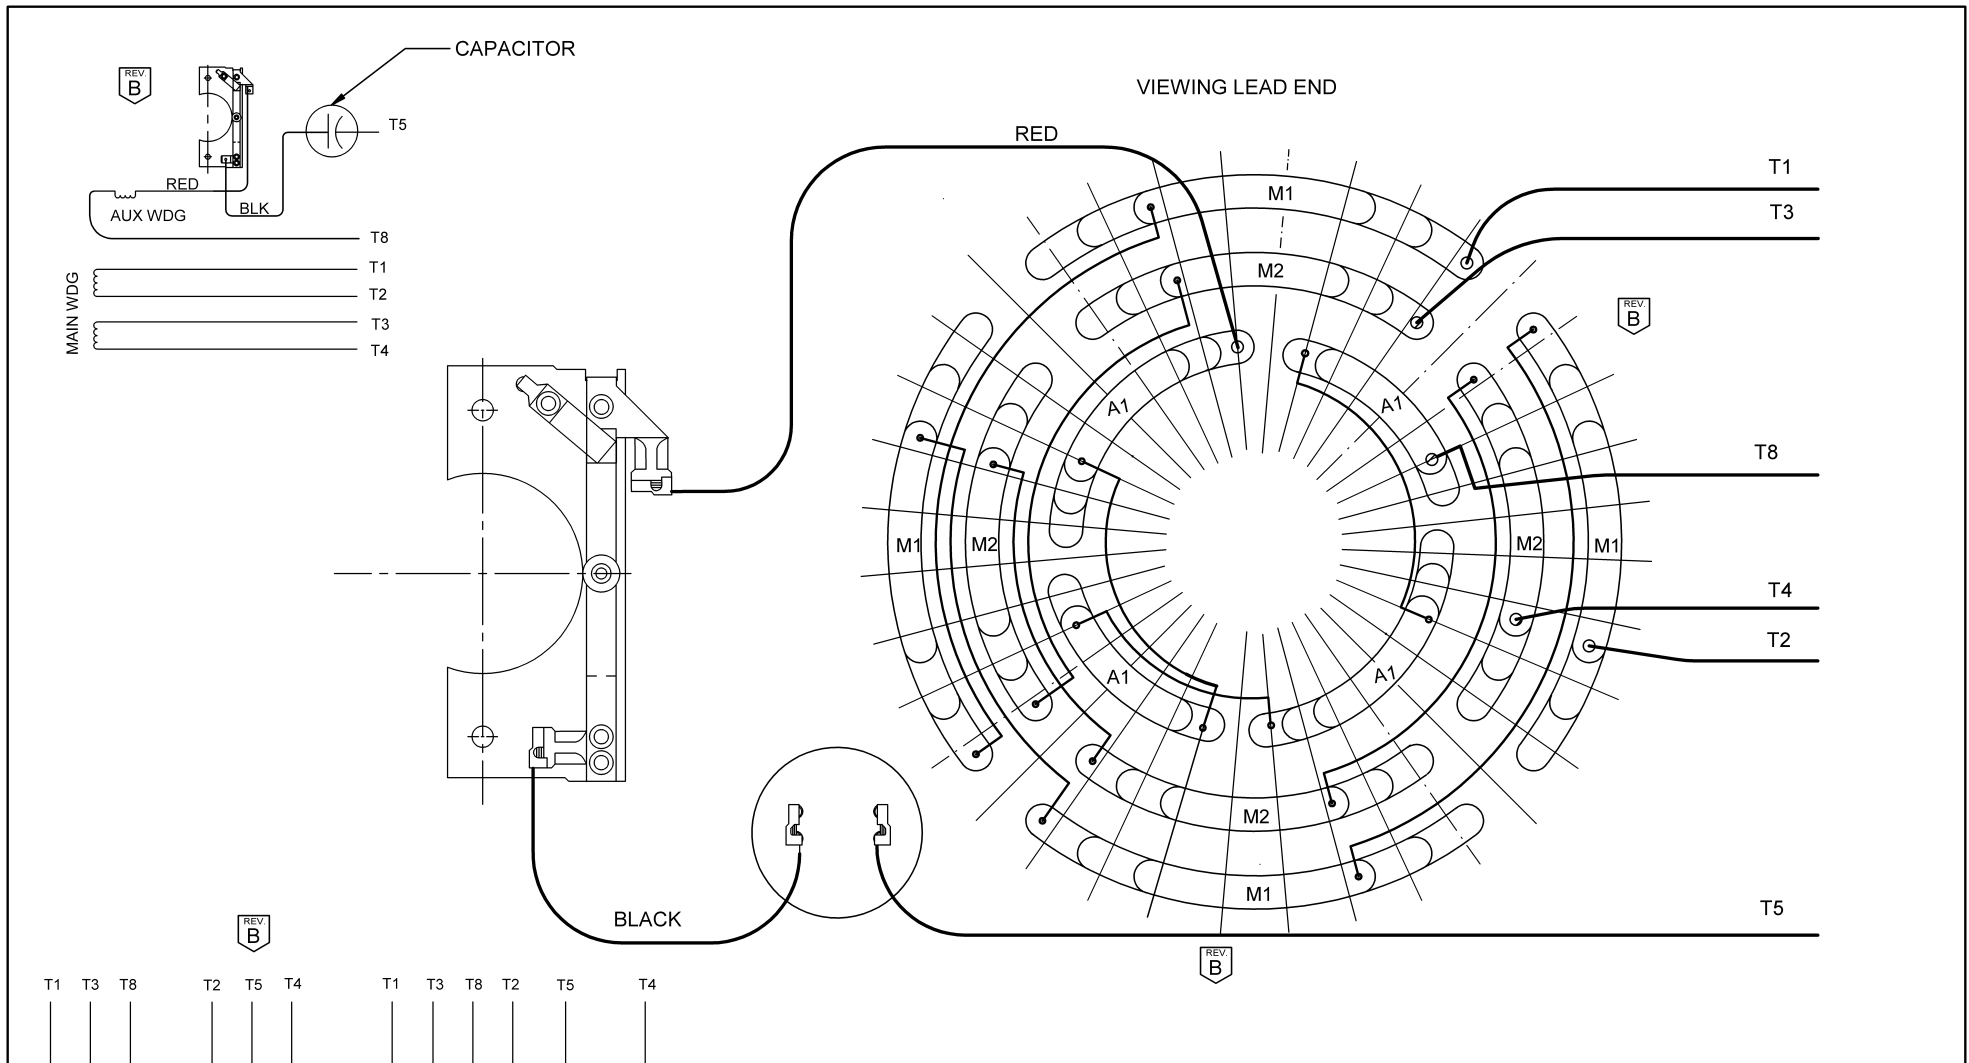 CAPACITOR
REV.
B
T5
RED
AUX WDG
BLK
T8
T1
T2
MAIN WDG
T3
T4
VIEWING LEAD END
RED
T1
M1
T3
M2
REV.
B
A1
A1
T8
M1
M2
M2
M1
T4
T2
A1
A1
M2
M1
BLACK
T5
REV.
B
REV.
B
T1 T3 T8 T2 T5 T4 T1 T3 T8 T2 T5 T4